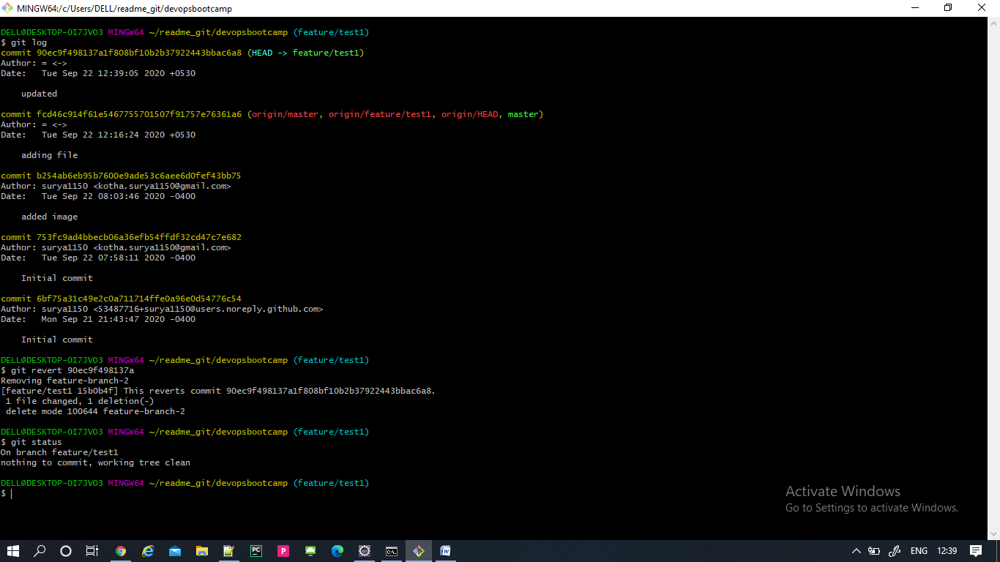 MINGW64:/c/Users/DELL/readme_git/devopsbootcamp
DELL@DESKTOP-OI7JVO3 MINGW64 ~/readme_git/devopsbootcamp (feature/test1)
$ git log
commit 90ec9f498137a1f808bf10b2b37922443bbac6a8 (HEAD -> feature/test1)
Author: = <->
Date:   Tue Sep 22 12:39:05 2020 +0530
updated
commit fcd46c914f61e5467755701507f91757e76361a6 (origin/master, origin/feature/test1, origin/HEAD, master)
Author: = <->
Date:   Tue Sep 22 12:16:24 2020 +0530
adding file
commit b254ab6eb95b7600e9ade53c6aee6d0fef43bb75
Author: surya1150 <kotha.surya1150@gmail.com>
Date:   Tue Sep 22 08:03:46 2020 -0400
added image
commit 753fc9ad4bbecb06a36efb54ffdf32cd47c7e682
Author: surya1150 <kotha.surya1150@gmail.com>
Date:   Tue Sep 22 07:58:11 2020 -0400
Initial commit
commit 6bf75a31c49e2c0a711714ffe0a96e0d54776c54
Author: surya1150 <53487716+surya1150@users.noreply.github.com>
Date:   Mon Sep 21 21:43:47 2020 -0400
Initial commit
DELL@DESKTOP-OI7JVO3 MINGW64 ~/readme_git/devopsbootcamp (feature/test1)
$ git revert 90ec9f498137a
Removing feature-branch-2
[feature/test1 15b0b4f] This reverts commit 90ec9f498137a1f808bf10b2b37922443bbac6a8.
1 file changed, 1 deletion(-)
delete mode 100644 feature-branch-2
DELL@DESKTOP-OI7JVO3 MINGW64 ~/readme_git/devopsbootcamp (feature/test1)
$ git status
On branch feature/test1
nothing to commit, working tree clean
DELL@DESKTOP-OI7JVO3 MINGW64 ~/readme_git/devopsbootcamp (feature/test1)
$
Activate Windows
Go to Settings to activate Windows.
PC
P
C:\
W
ENG
12:39